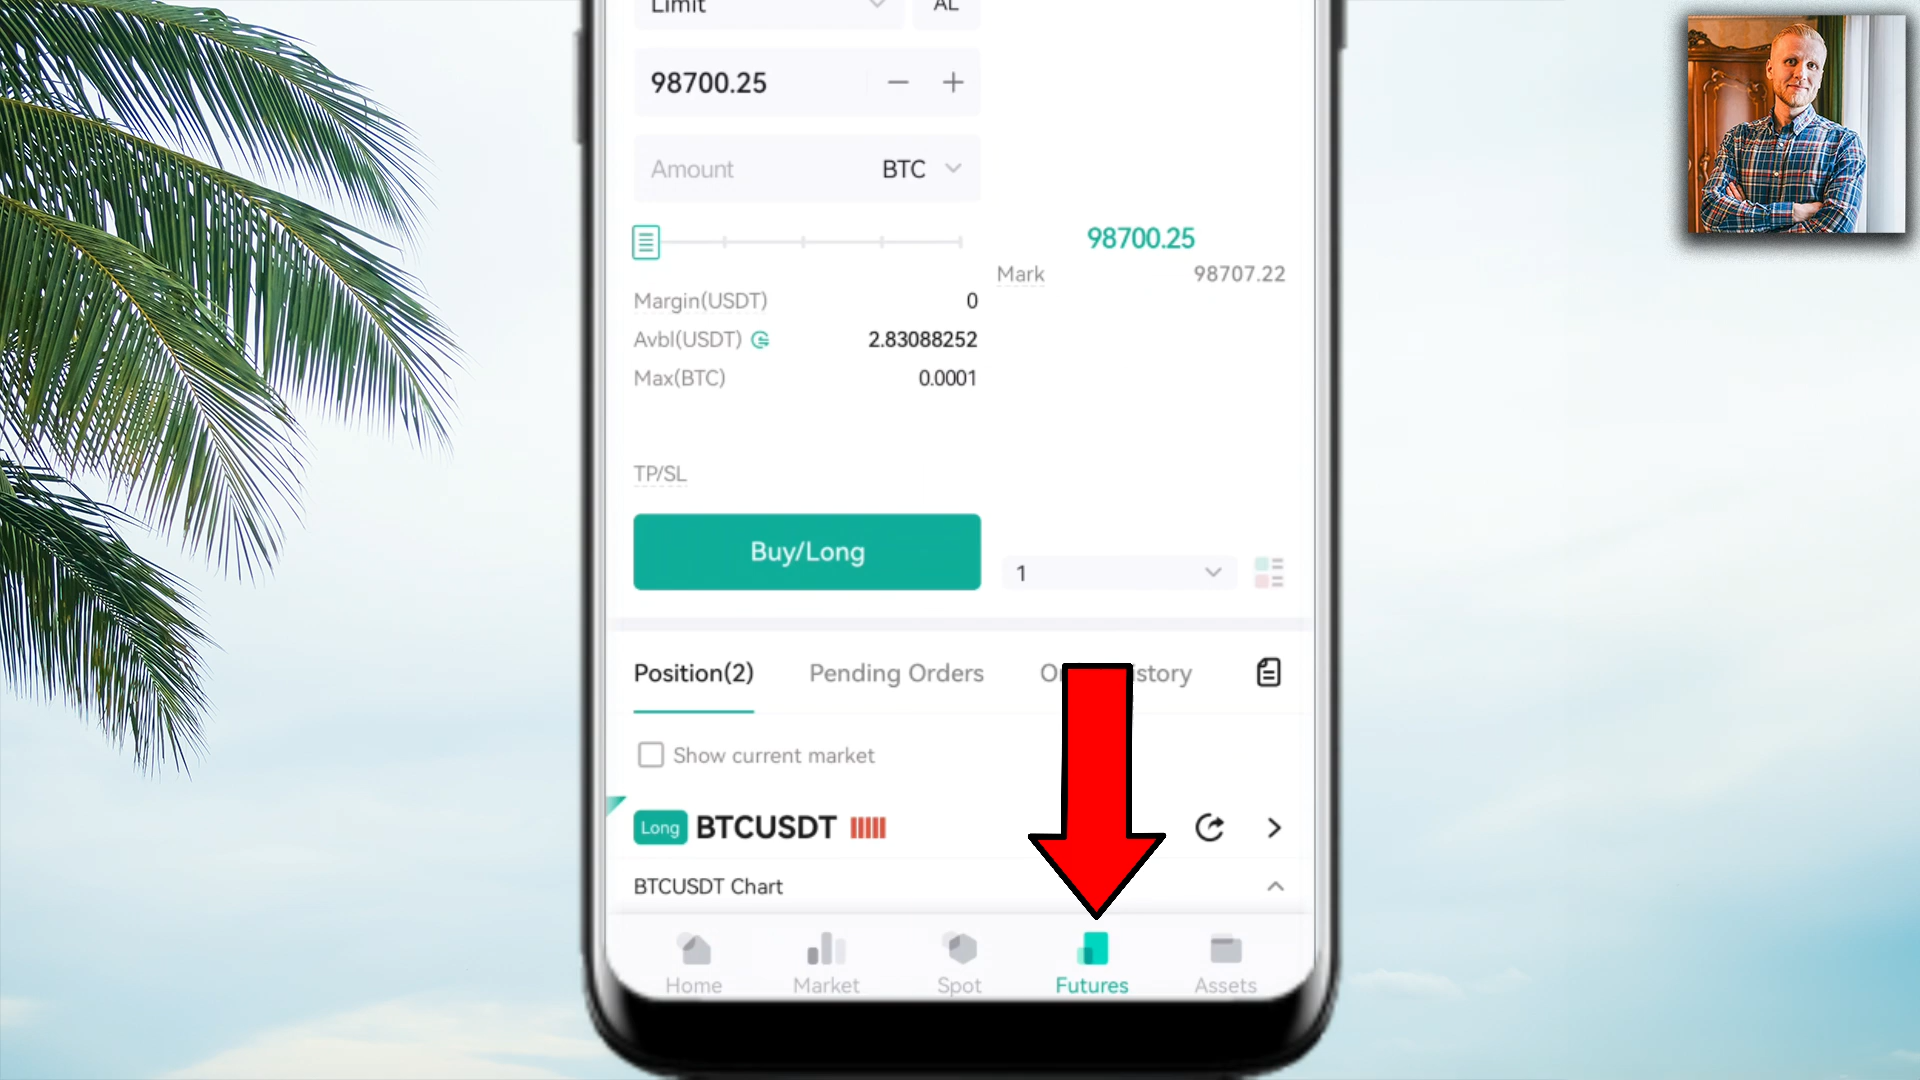 Limit
AL
98700.25 − +
Amount BTC
98700.25
Mark 98707.22
Margin(USDT) 0
Avbl(USDT) 2.83088252
Max(BTC) 0.0001
TP/SL
Buy/Long
1
Position(2) Pending Orders
Show current market
Long BTCUSDT
BTCUSDT Chart
Home Market Spot Futures Assets